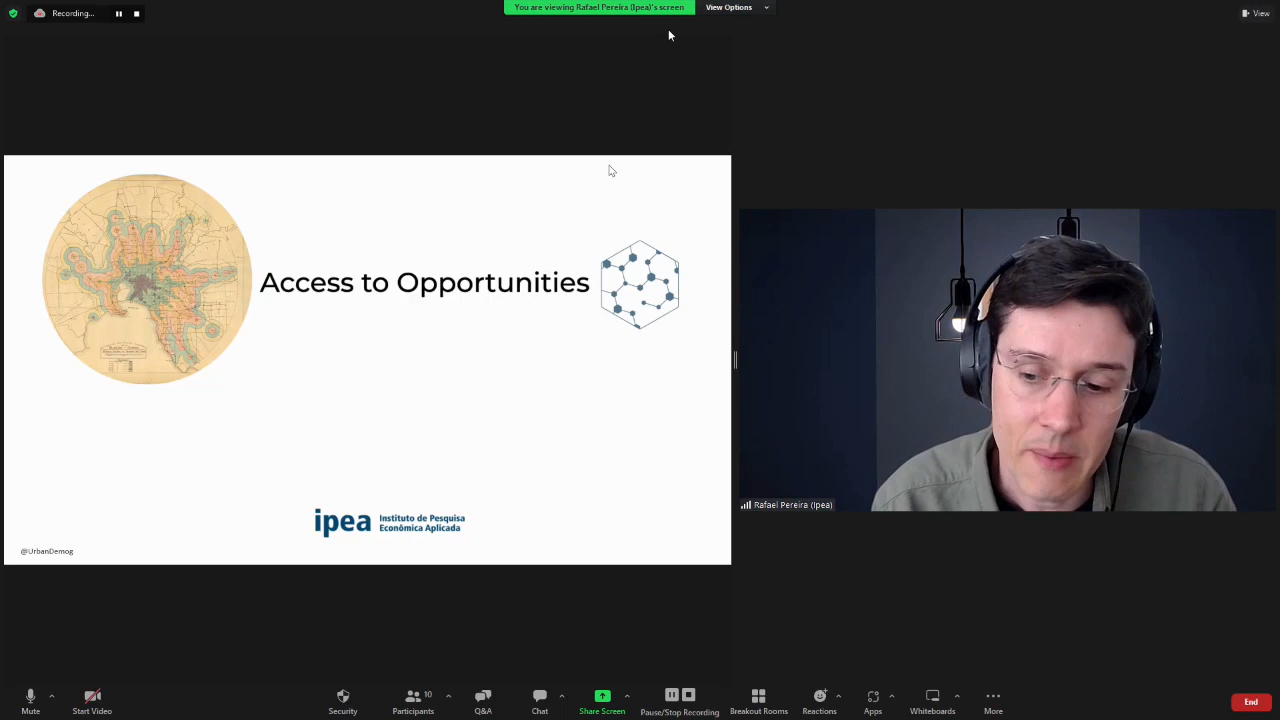 Recording...
You are viewing Rafael Pereira (Ipea)'s screen
View Options
View
Access to Opportunities
ipea Instituto de Pesquisa
Econômica Aplicada
@UrbanDemog
Rafael Pereira (Ipea)
Mute
Start Video
Security
Participants
10
Q&A
Chat
Share Screen
Pause/Stop Recording
Breakout Rooms
Reactions
Apps
Whiteboards
More
End